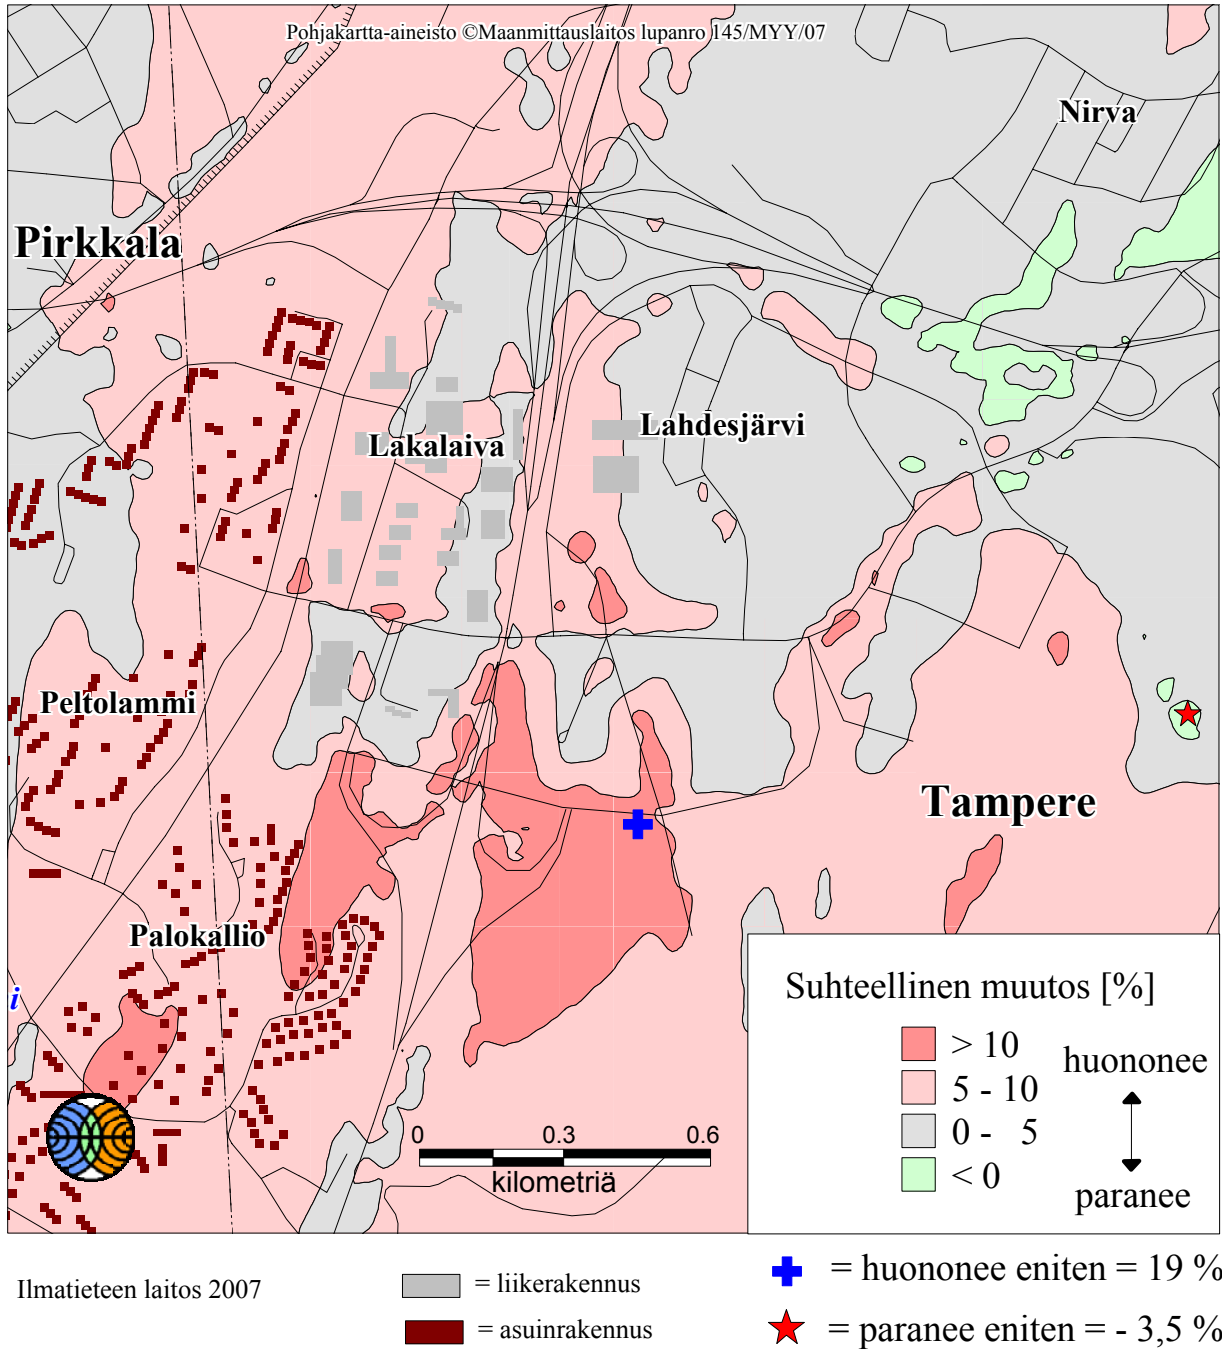 Pohjakartta-aineisto ©Maanmittauslaitos lupanro 145/MYY/07
Nirva
Pirkkala
Lakalaiva
Lahdesjärvi
Peltolammi
Tampere
Palokallio
i
Suhteellinen muutos [%]
> 10
5 - 10
0 - 5
< 0
huononee
paranee
0 0.3 0.6
kilometriä
Ilmatieteen laitos 2007
= liikerakennus
= asuinrakennus
= huononee eniten = 19 %
= paranee eniten = - 3,5 %